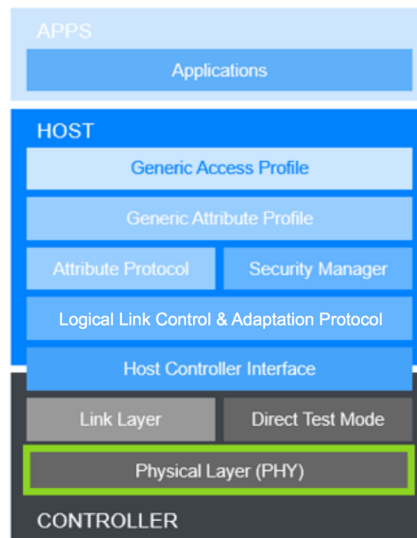 APPS
Applications
HOST
Generic Access Profile
Generic Attribute Profile
Attribute Protocol
Security Manager
Logical Link Control & Adaptation Protocol
Host Controller Interface
Link Layer
Direct Test Mode
Physical Layer (PHY)
CONTROLLER